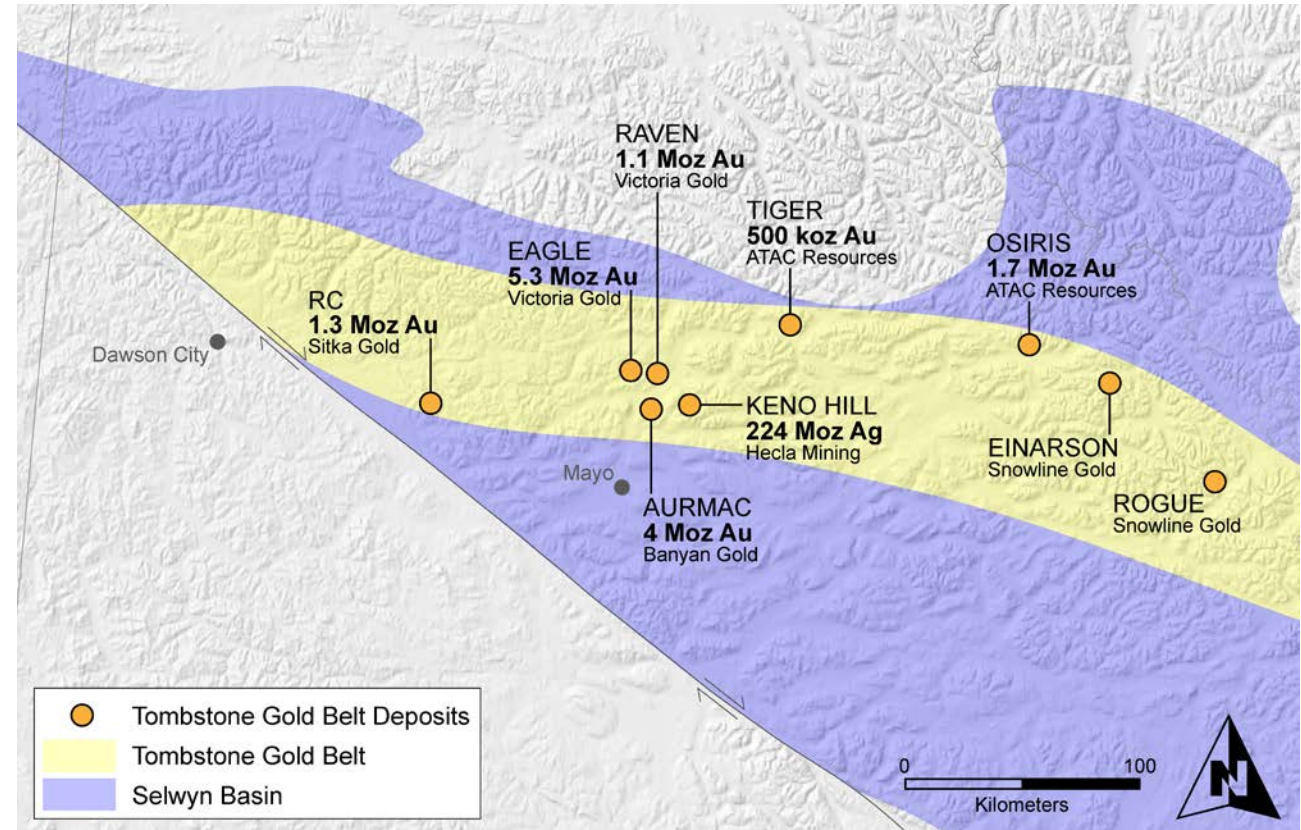 RAVEN
1.1 Moz Au
Victoria Gold
TIGER
500 koz Au
ATAC Resources
EAGLE
5.3 Moz Au
Victoria Gold
OSIRIS
1.7 Moz Au
ATAC Resources
RC
1.3 Moz Au
Sitka Gold
Dawson City
KENO HILL
224 Moz Ag
Hecla Mining
EINARSON
Snowline Gold
Mayo
ROGUE
Snowline Gold
AURMAC
4 Moz Au
Banyan Gold
Tombstone Gold Belt Deposits
Tombstone Gold Belt
Selwyn Basin
0 100
Kilometers
N